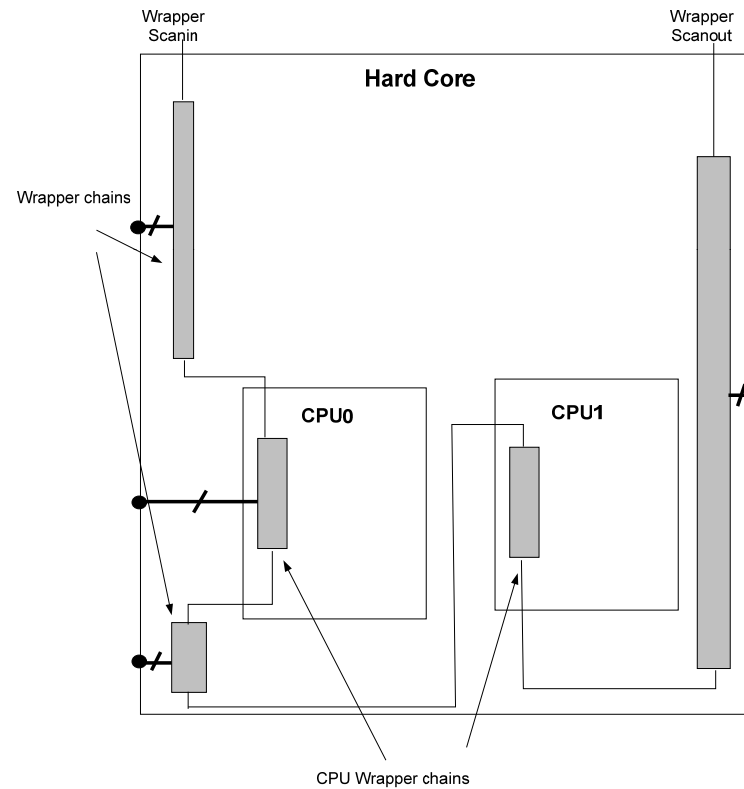 Wrapper
Scanin
Wrapper
Scanout
Hard Core
Wrapper chains
CPU0
CPU1
CPU Wrapper chains